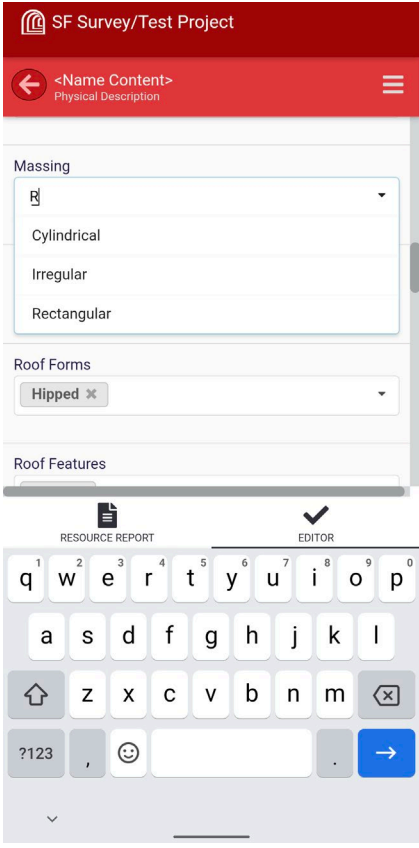 SF Survey/Test Project
<Name Content>
Physical Description
Massing
R
Cylindrical
Irregular
Rectangular
Roof Forms
Hipped ✖
Roof Features
RESOURCE REPORT
EDITOR
q 1 w 2 e 3 r 4 t 5 y 6 u 7 i 8 o 9 p 0
a s d f g h j k l
z x c v b n m
?123 , .